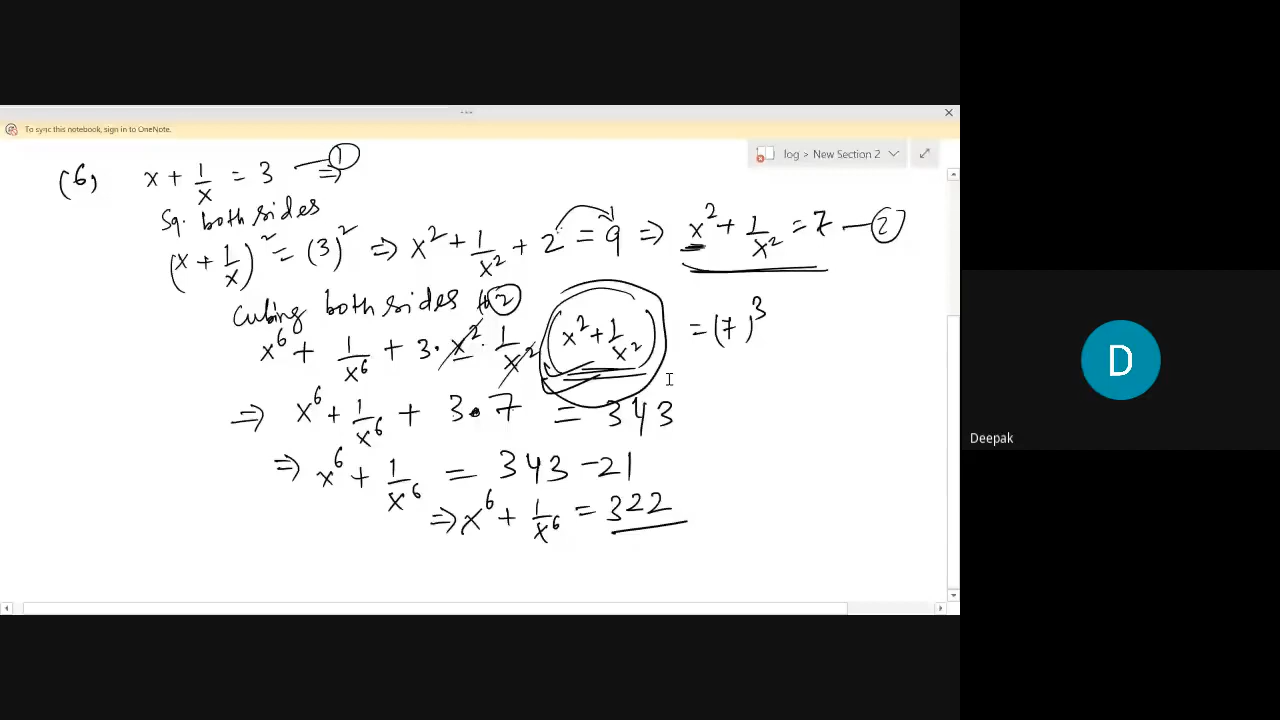 To sync this notebook, sign in to OneNote.
log > New Section 2
(6) x + 1/x = 3 — ① ⇒
Sq. both sides
(x + 1/x)² = (3)² ⇒ x² + 1/x² + 2 = 9 ⇒ x² + 1/x² = 7 — ②
Cubing both sides to ②
x⁶ + 1/x⁶ + 3 · x² · 1/x² (x² + 1/x²) = (7)³
⇒ x⁶ + 1/x⁶ + 3 · 7 = 343
⇒ x⁶ + 1/x⁶ = 343 - 21
⇒ x⁶ + 1/x⁶ = 322
D
Deepak